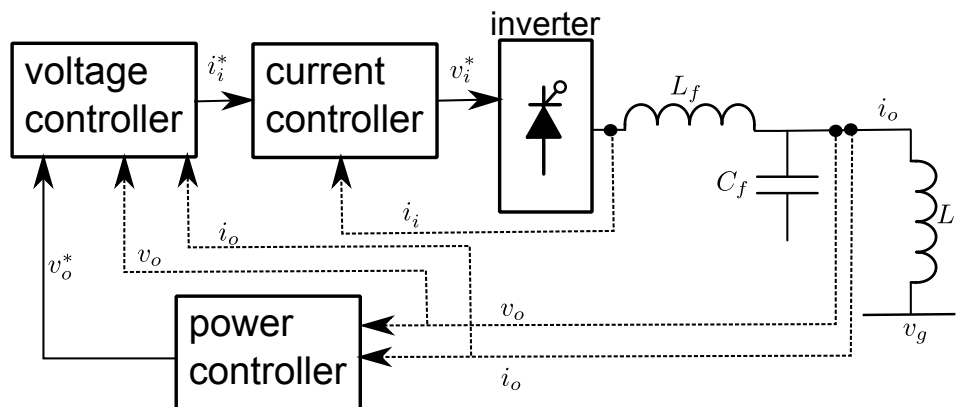 inverter
voltage
controller
i_i^*
current
controller
v_i^*
L_f
i_o
C_f
L
i_i
i_o
v_o
v_o^*
power
controller
v_o
v_g
i_o